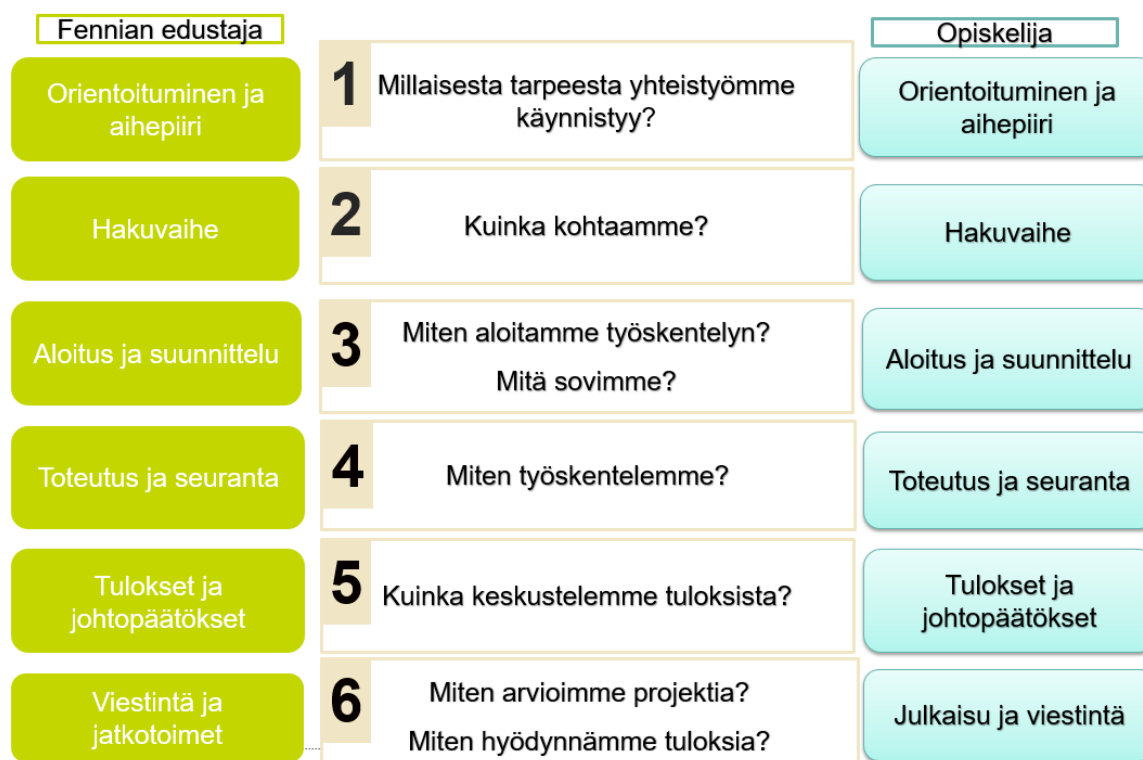 Fennian edustaja
Opiskelija
Orientoituminen ja
aihepiiri
1
Millaisesta tarpeesta yhteistyömme
käynnistyy?
Orientoituminen ja
aihepiiri
Hakuvaihe
2
Kuinka kohtaamme?
Hakuvaihe
Aloitus ja suunnittelu
3
Miten aloitamme työskentelyn?
Mitä sovimme?
Aloitus ja suunnittelu
Toteutus ja seuranta
4
Miten työskentelemme?
Toteutus ja seuranta
Tulokset ja
johtopäätökset
5
Kuinka keskustelemme tuloksista?
Tulokset ja
johtopäätökset
Viestintä ja
jatkotoimet
6
Miten arvioimme projektia?
Miten hyödynnämme tuloksia?
Julkaisu ja viestintä